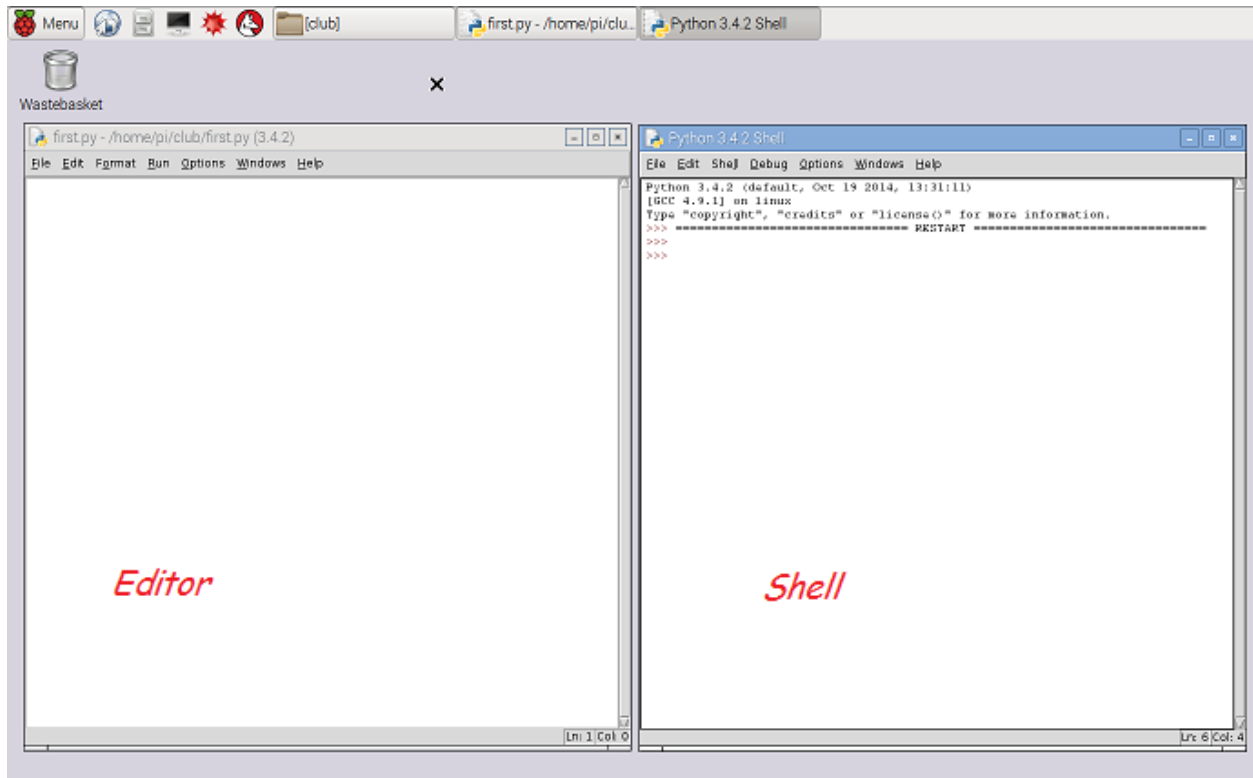 Menu
[club]
first.py - /home/pi/clu...
Python 3.4.2 Shell
Wastebasket
first.py - /home/pi/club/first.py (3.4.2)
File Edit Format Run Options Windows Help
Ln: 1 Col: 0
Python 3.4.2 Shell
File Edit Shell Debug Options Windows Help
Python 3.4.2 (default, Oct 19 2014, 13:31:11)
[GCC 4.9.1] on linux
Type "copyright", "credits" or "license()" for more information.
>>> ================================ RESTART ================================
>>>
>>>
Ln: 6 Col: 4
Editor
Shell